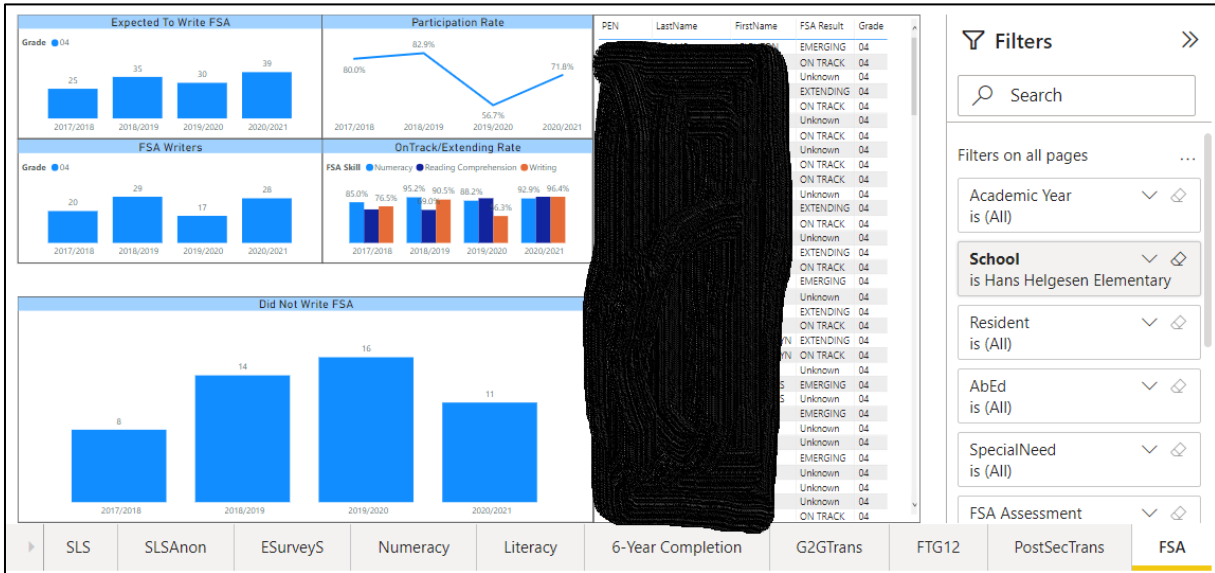 Expected To Write FSA
Grade 04
25
35
30
39
2017/2018 2018/2019 2019/2020 2020/2021
Participation Rate
80.0%
82.9%
56.7%
71.8%
2017/2018 2018/2019 2019/2020 2020/2021
FSA Writers
Grade 04
20
29
17
28
2017/2018 2018/2019 2019/2020 2020/2021
OnTrack/Extending Rate
FSA Skill Numeracy Reading Comprehension Writing
85.0% 76.5% 95.2% 90.5% 88.2% 92.9% 96.4%
2017/2018 2018/2019 2019/2020 2020/2021
Did Not Write FSA
8
14
16
11
2017/2018 2018/2019 2019/2020 2020/2021
PEN LastName FirstName FSA Result Grade
EMERGING 04
ON TRACK 04
Unknown 04
EXTENDING 04
ON TRACK 04
Unknown 04
ON TRACK 04
Unknown 04
ON TRACK 04
ON TRACK 04
Unknown 04
EXTENDING 04
ON TRACK 04
Unknown 04
EXTENDING 04
ON TRACK 04
EMERGING 04
Unknown 04
EXTENDING 04
ON TRACK 04
EXTENDING 04
ON TRACK 04
Unknown 04
EMERGING 04
Unknown 04
EMERGING 04
Unknown 04
Unknown 04
EMERGING 04
Unknown 04
Unknown 04
Unknown 04
ON TRACK 04
Filters
Search
Filters on all pages ...
Academic Year
is (All)
School
is Hans Helgesen Elementary
Resident
is (All)
AbEd
is (All)
SpecialNeed
is (All)
FSA Assessment
SLS SLSAnon ESurveyS Numeracy Literacy 6-Year Completion G2GTrans FTG12 PostSecTrans FSA